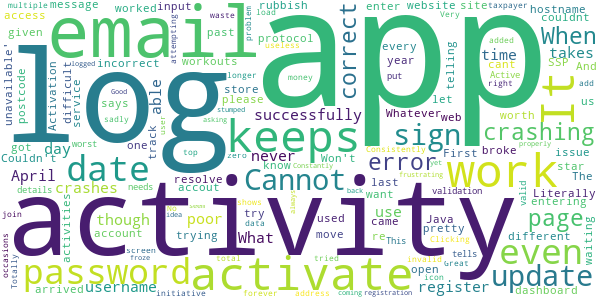 multiple message worked input rubbish enter website site hostname
access email app every couldnt taxpayer
given past protocol correct Very When
attempting waste load problem useless telling year time takes
unavailable' Activation incorrect workouts longer added cant SSP And
postcode difficult service says logged Good able store please money let Active right add us
log keeps successfully Whatever web put It
Couldn't day one track sadly user asking stumped sign worth crashing
worst zero top never Won't error First broke issue
April date Cannot know Constantly Consistently work Literally star The
details crashes needs resolve account last yet frustrating validation entering waiting
join activity
though poor try data shows used always came Java page different
activities account trying What move re This want use pretty Clicking valid
occasions Totally password activate icon open invalid tells great even dashboard
screen froze idea total tried back
arrived username initiative forever address coming registration register update